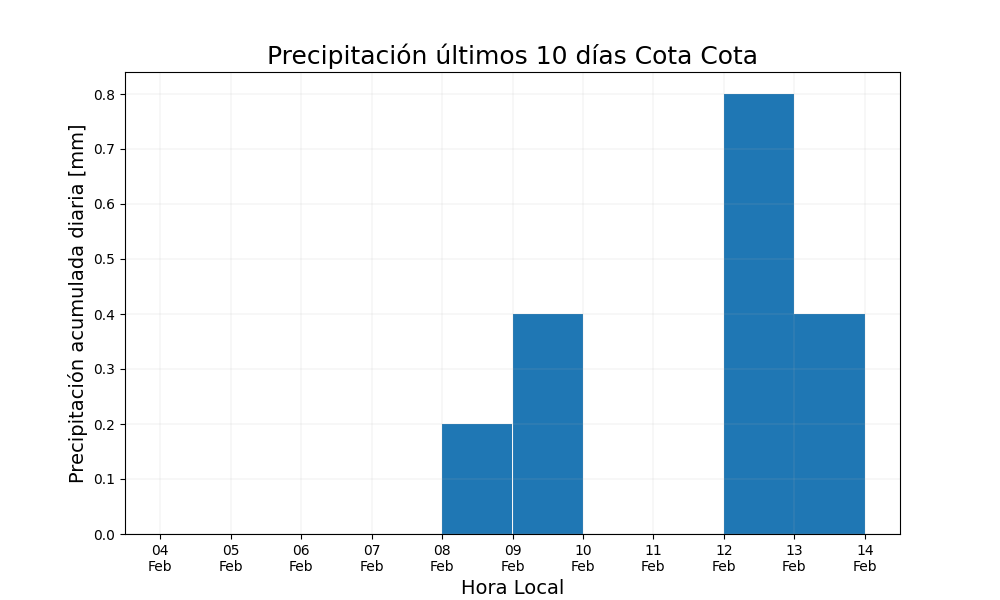 Precipitación últimos 10 días Cota Cota
Precipitación acumulada diaria [mm]
0.8
0.7
0.6
0.5
0.4
0.3
0.2
0.1
0.0
04 05 06 07 08 09 10 11 12 13 14
Feb Feb Feb Feb Feb Feb Feb Feb Feb Feb Feb
Hora Local